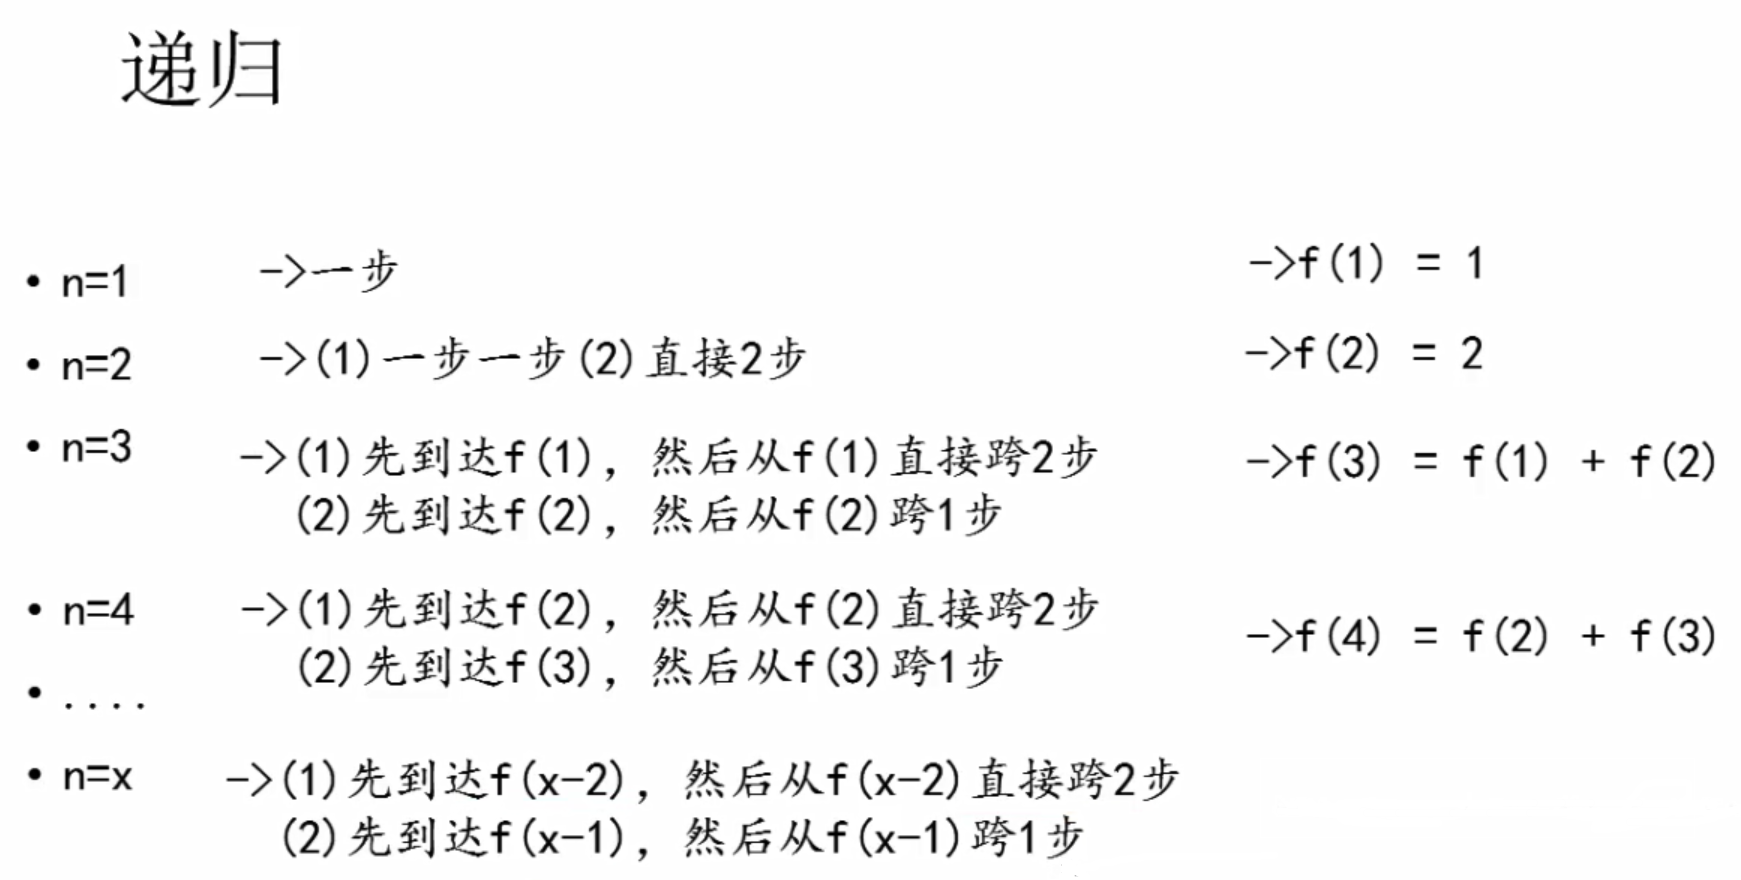 递归
• n=1 ->一步 ->f(1) = 1
• n=2 ->(1)一步一步(2)直接2步 ->f(2) = 2
• n=3 ->(1)先到达f(1)，然后从f(1)直接跨2步 ->f(3) = f(1) + f(2)
(2)先到达f(2)，然后从f(2)跨1步
• n=4 ->(1)先到达f(2)，然后从f(2)直接跨2步 ->f(4) = f(2) + f(3)
(2)先到达f(3)，然后从f(3)跨1步
• ....
• n=x ->(1)先到达f(x-2)，然后从f(x-2)直接跨2步
(2)先到达f(x-1)，然后从f(x-1)跨1步